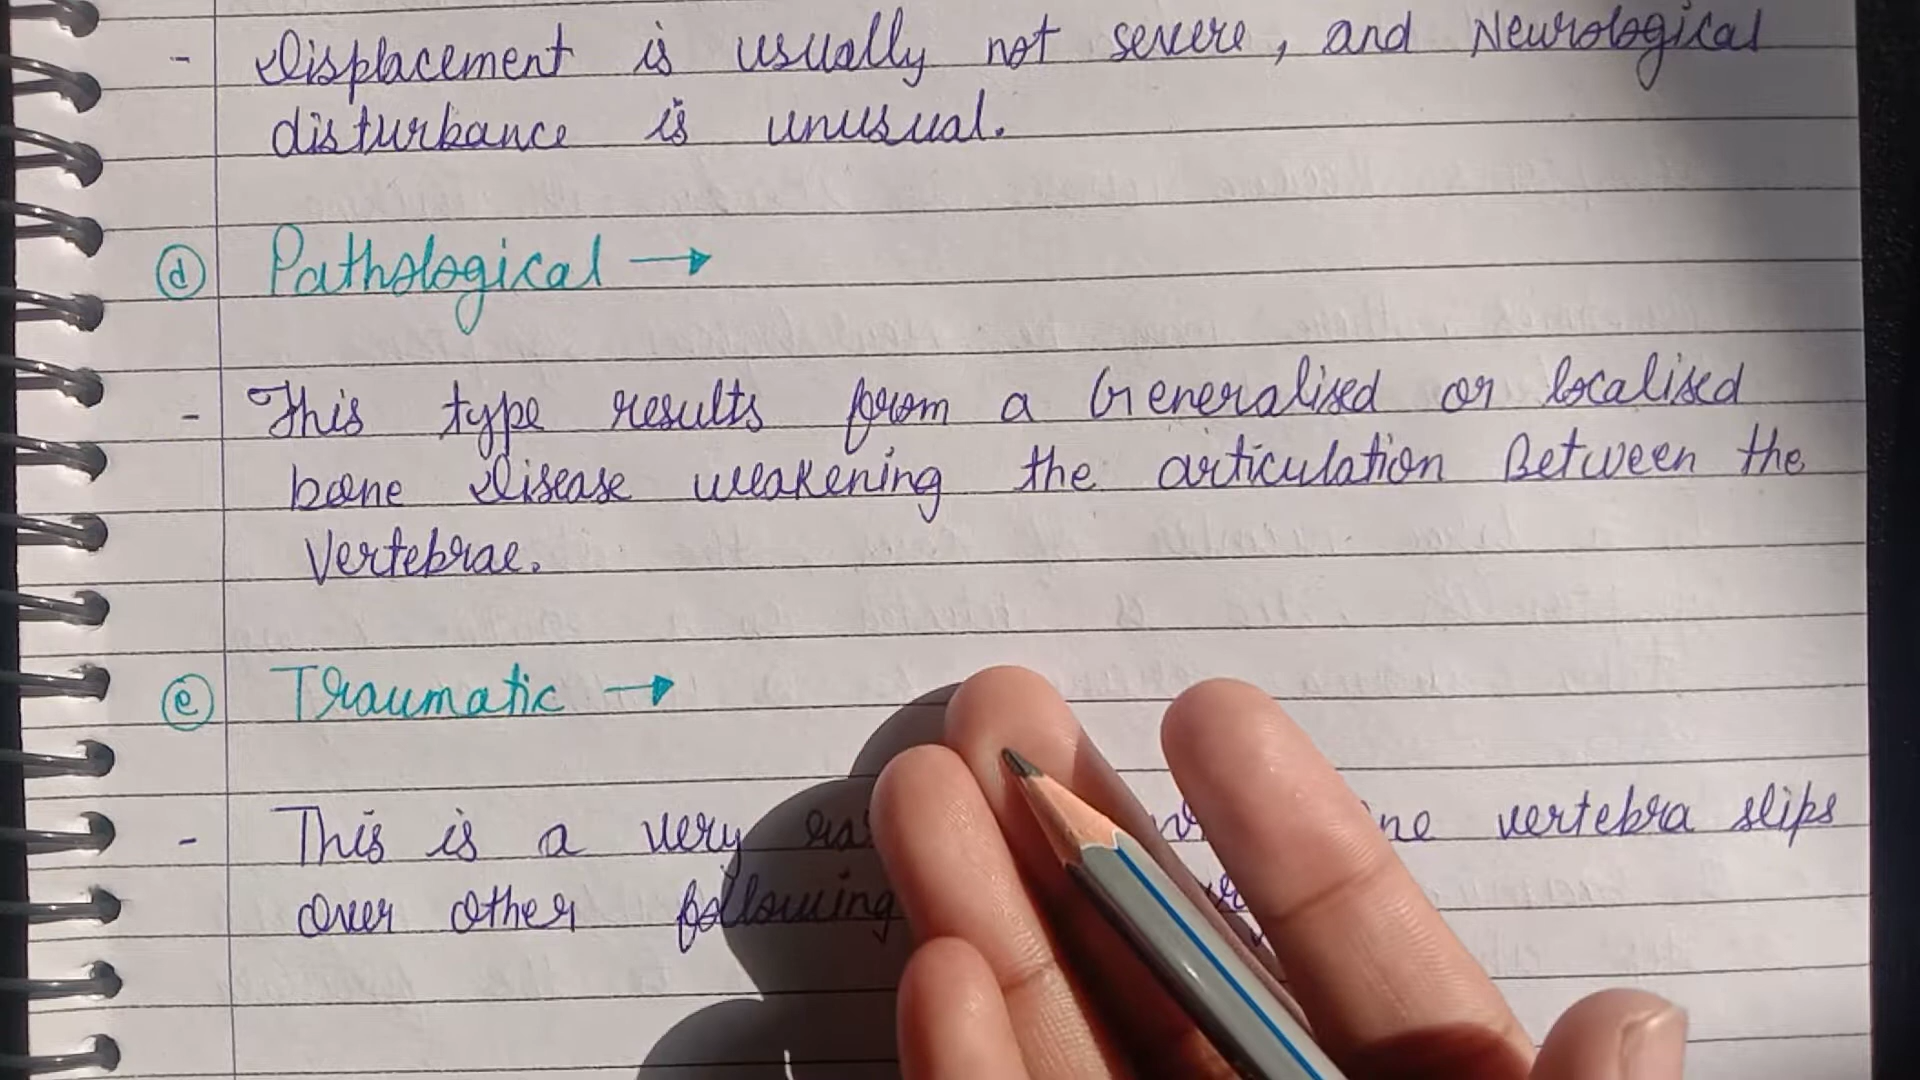 - Displacement is usually not severe, and Neurological
disturbance is unusual.
d Pathological →
- This type results from a Generalised or localised
bone disease weakening the articulation Between the
Vertebrae.
e Traumatic →
- This is a very vertebra slips
over other following